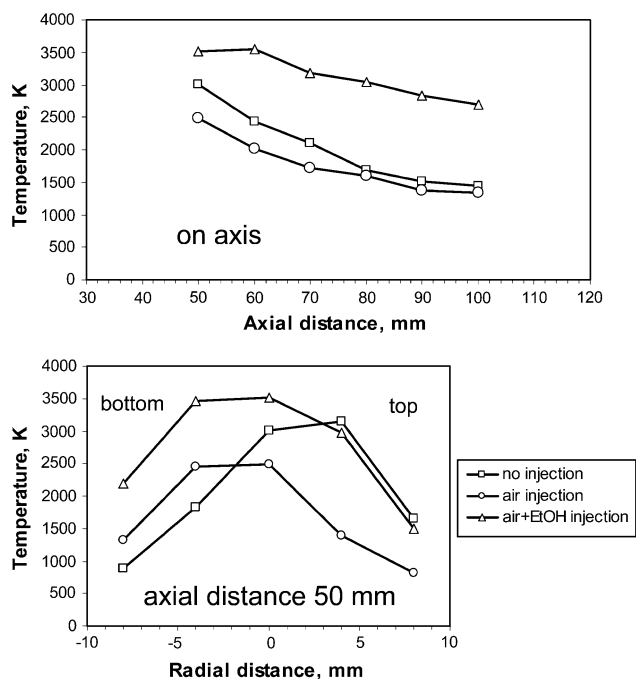 4000
3500
3000
2500
2000
1500
1000
500
0
Temperature, K
on axis
30 40 50 60 70 80 90 100 110 120
Axial distance, mm
4000
3500
3000
2500
2000
1500
1000
500
0
Temperature, K
bottom
top
axial distance 50 mm
-10 -5 0 5 10
Radial distance, mm
no injection
air injection
air+EtOH injection